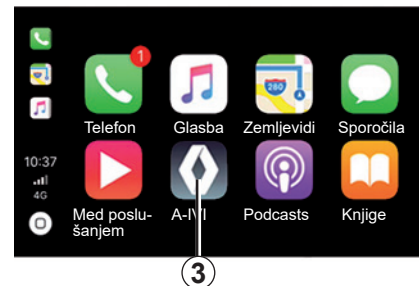 1
Telefon
Glasba
280
Zemljevidi
Sporočila
10:37
4G
Med poslu-
šanjem
A-IVI
Podcasts
Knjige
3